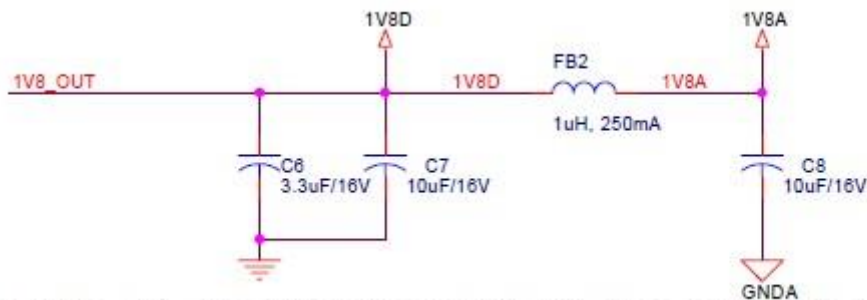 1V8D
1V8A
1V8_OUT
1V8D
FB2
1V8A
1uH, 250mA
C6
3.3uF/16V
C7
10uF/16V
C8
10uF/16V
GNDA